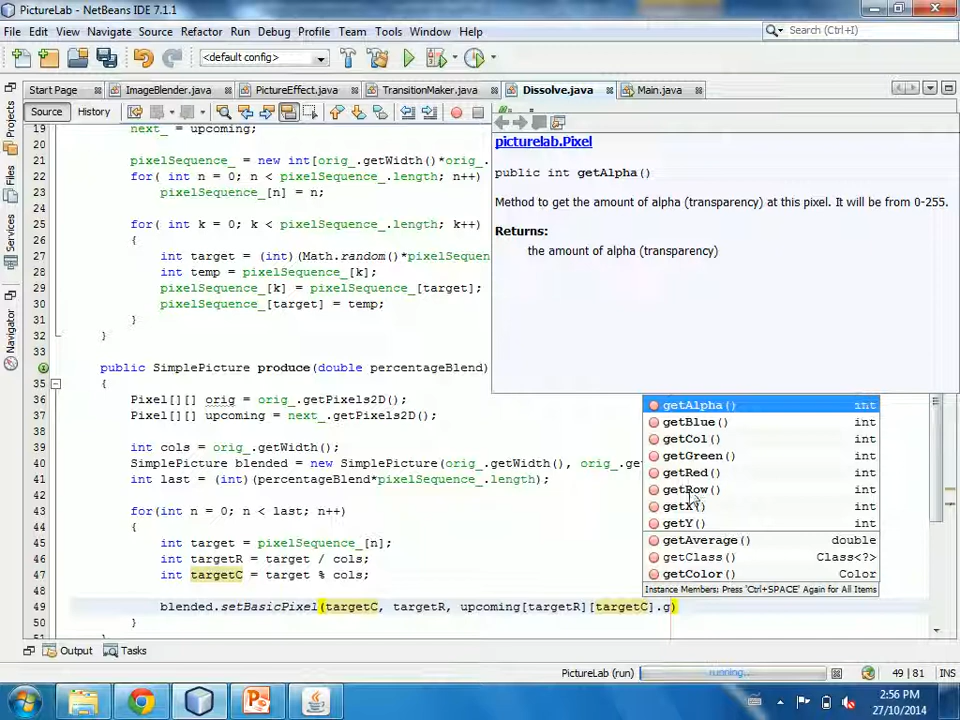 PictureLab - NetBeans IDE 7.1.1
File Edit View Navigate Source Refactor Run Debug Profile Team Tools Window Help
Search (Ctrl+I)
<default config>
Start Page ImageBlender.java PictureEffect.java TransitionMaker.java Dissolve.java Main.java
Source History
Projects
Files
Services
Navigator
19 next_ = upcoming;
20
21 pixelSequence_ = new int[orig_.getWidth()*orig_.
22 for( int n = 0; n < pixelSequence_.length; n++)
23 pixelSequence_[n] = n;
24
25 for( int k = 0; k < pixelSequence_.length; k++)
26 {
27 int target = (int)(Math.random()*pixelSequen
28 int temp = pixelSequence_[k];
29 pixelSequence_[k] = pixelSequence_[target];
30 pixelSequence_[target] = temp;
31 }
32 }
33
public SimplePicture produce(double percentageBlend)
35 {
36 Pixel[][] orig = orig_.getPixels2D();
37 Pixel[][] upcoming = next_.getPixels2D();
38
39 int cols = orig_.getWidth();
40 SimplePicture blended = new SimplePicture(orig_.getWidth(), orig_.get
41 int last = (int)(percentageBlend*pixelSequence_.length);
42
43 for(int n = 0; n < last; n++)
44 {
45 int target = pixelSequence_[n];
46 int targetR = target / cols;
47 int targetC = target % cols;
48
49 blended.setBasicPixel(targetC, targetR, upcoming[targetR][targetC].g)
50 }
51 }
picturelab.Pixel
public int getAlpha()
Method to get the amount of alpha (transparency) at this pixel. It will be from 0-255.
Returns:
the amount of alpha (transparency)
getAlpha() int
getBlue() int
getCol() int
getGreen() int
getRed() int
getRow() int
getX() int
getY() int
getAverage() double
getClass() Class<?>
getColor() Color
Instance Members; Press 'Ctrl+SPACE' Again for All Items
Output Tasks
PictureLab (run) running... 49 | 81 INS
2:56 PM
27/10/2014